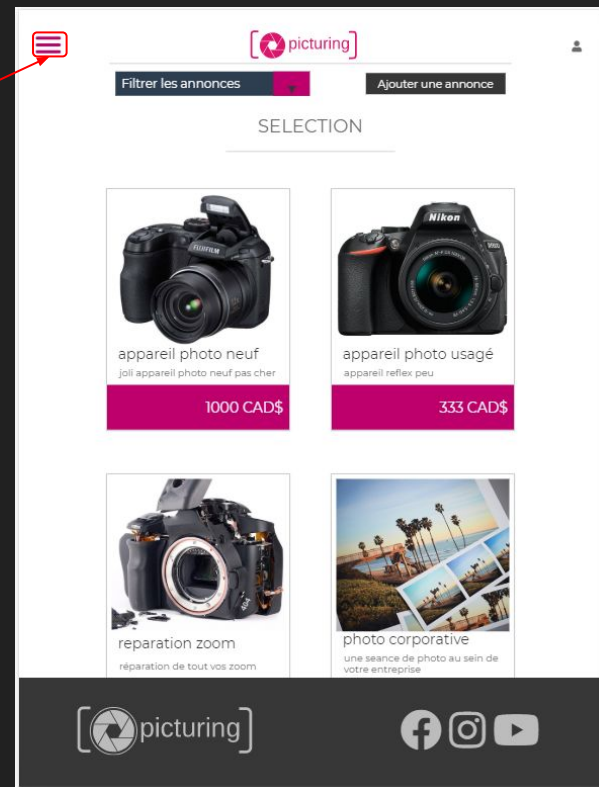 picturing
Filtrer les annonces
Ajouter une annonce
SELECTION
FUJIFILM
Nikon
appareil photo neuf
joli appareil photo neuf pas cher
1000 CAD$
appareil photo usagé
appareil reflex peu
333 CAD$
reparation zoom
réparation de tout vos zoom
photo corporative
une seance de photo au sein de
votre entreprise
picturing